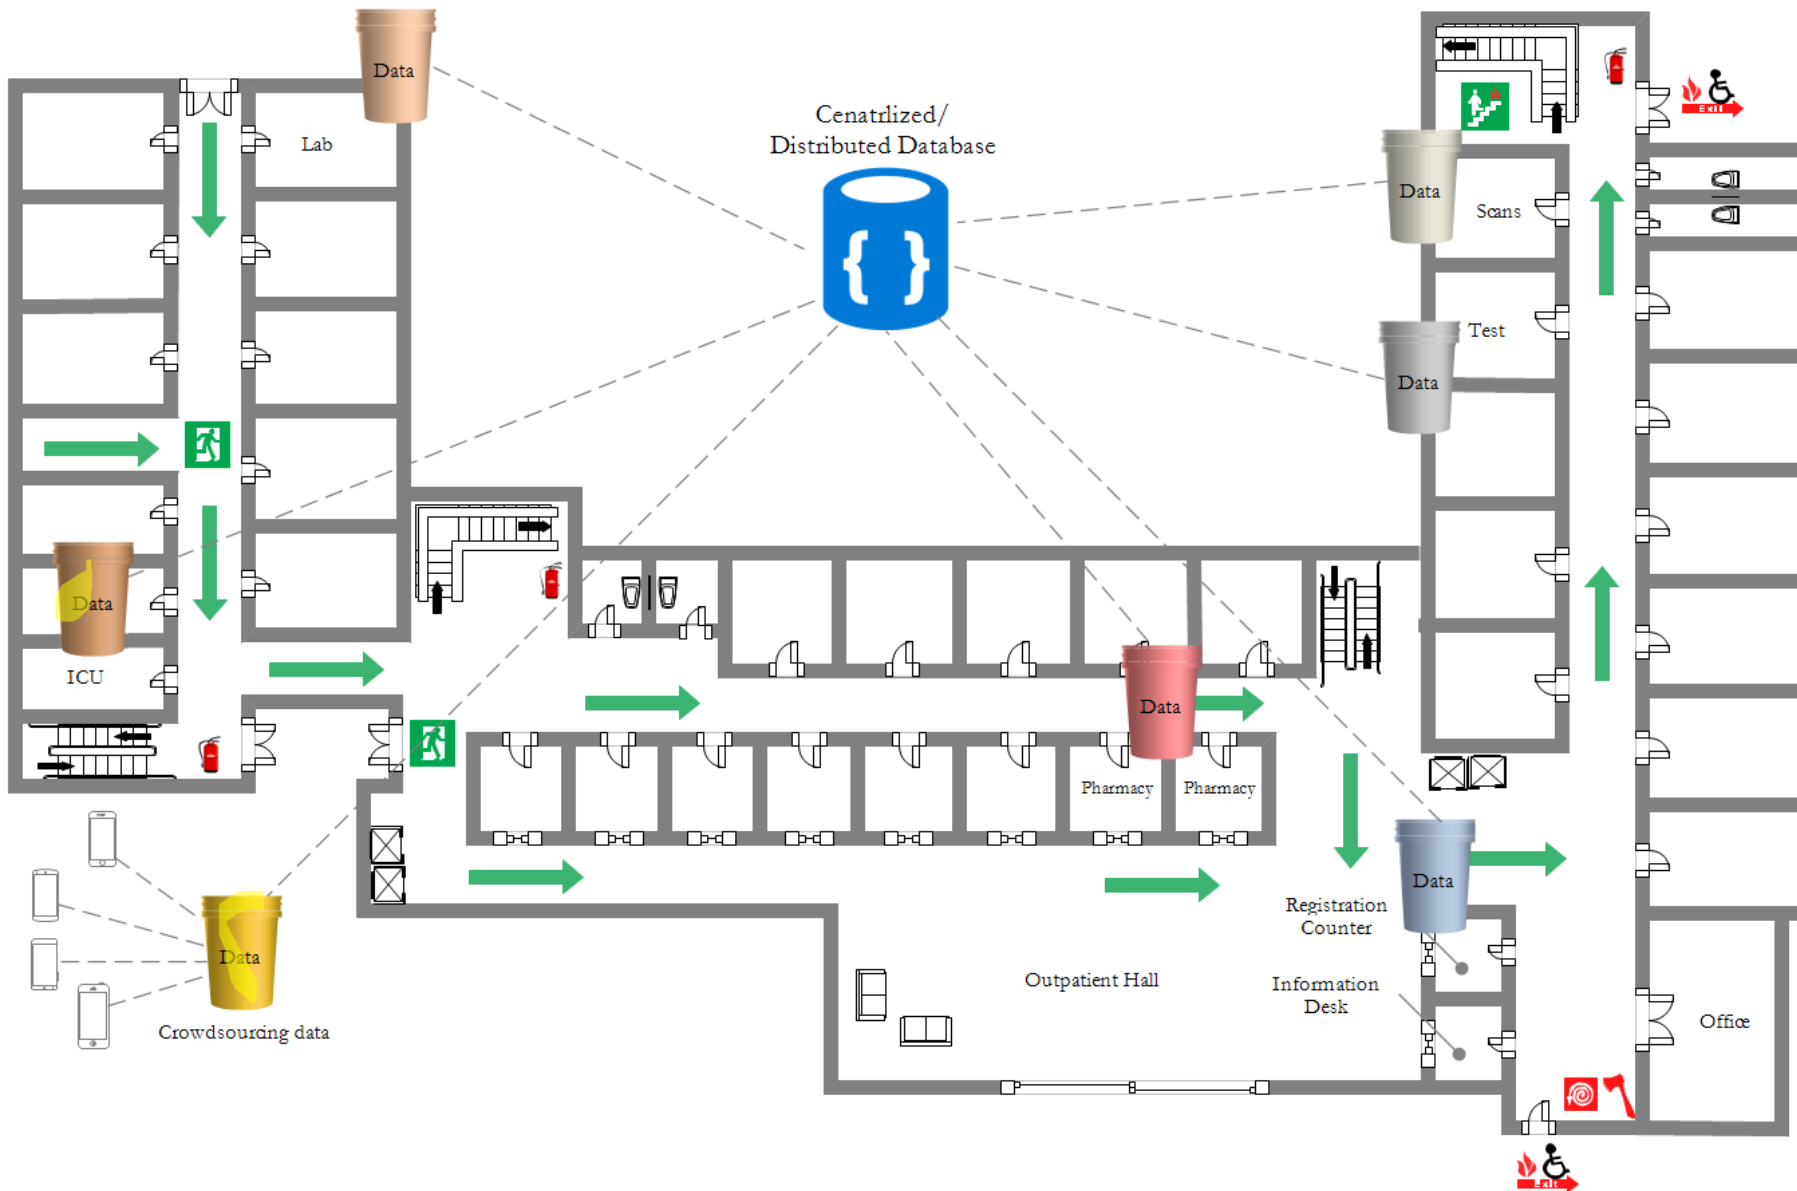 Data
Cenatrlized/
Distributed Database
Exit
Lab
Data
Scans
Test
Data
Data
ICU
Data
Pharmacy
Pharmacy
Data
Registration
Counter
Data
Crowdsourcing data
Outpatient Hall
Information
Desk
Office
Exit